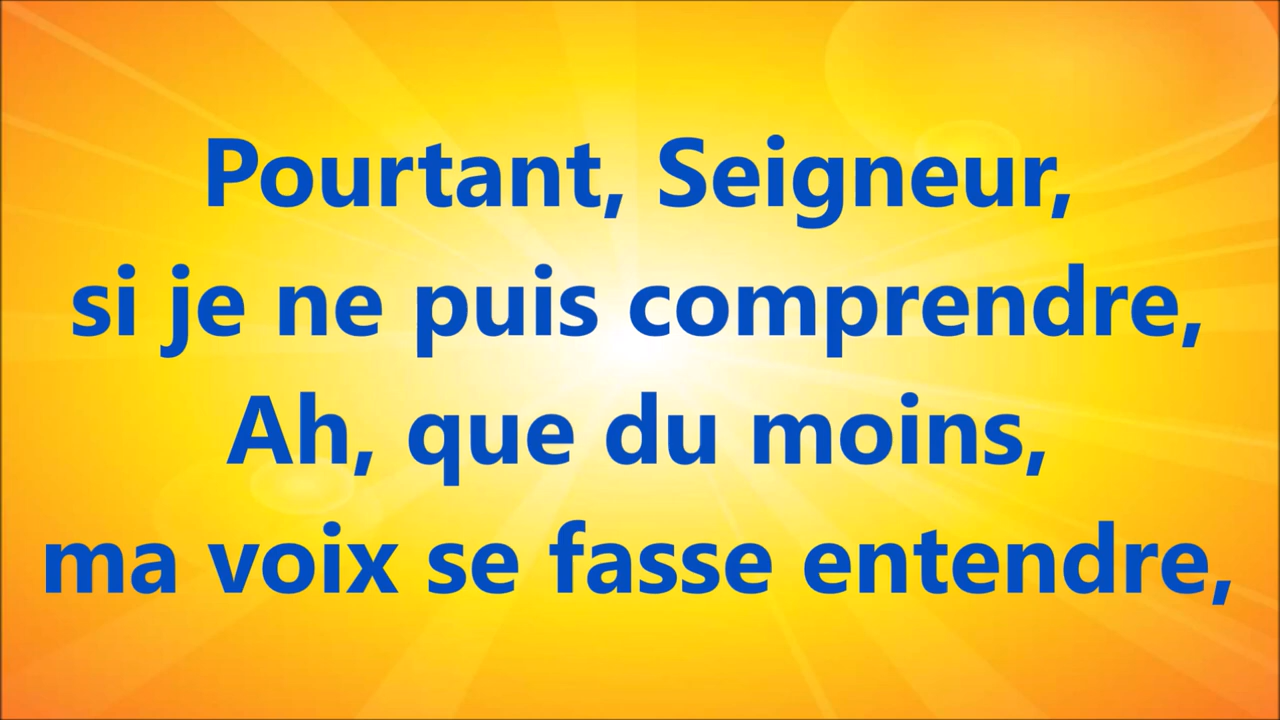 Pourtant, Seigneur,
si je ne puis comprendre,
Ah, que du moins,
ma voix se fasse entendre,